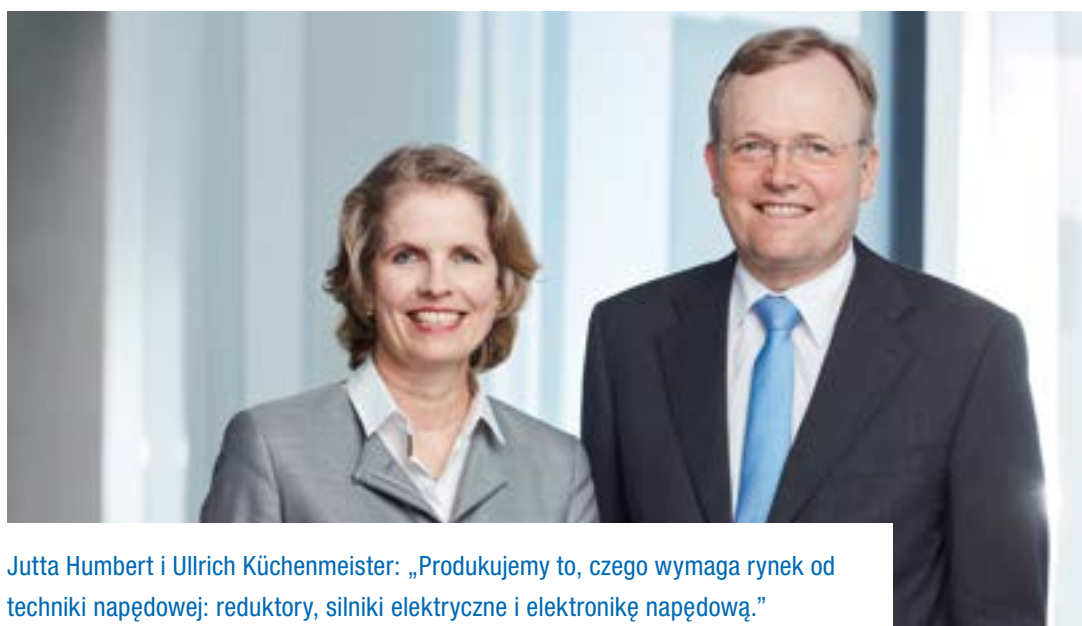 Jutta Humbert i Ullrich Küchenmeister: „Produkujemy to, czego wymaga rynek od
techniki napędowej: reduktory, silniki elektryczne i elektronikę napędową.”